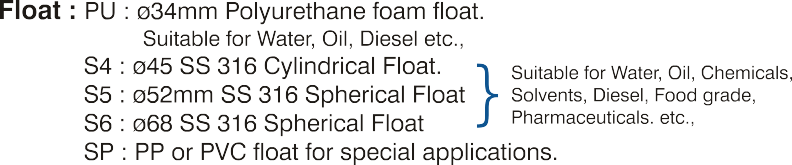 Float : PU : ø34mm Polyurethane foam float.
Suitable for Water, Oil, Diesel etc.,
S4 : ø45 SS 316 Cylindrical Float.
S5 : ø52mm SS 316 Spherical Float
S6 : ø68 SS 316 Spherical Float
Suitable for Water, Oil, Chemicals,
Solvents, Diesel, Food grade,
Pharmaceuticals. etc.,
SP : PP or PVC float for special applications.